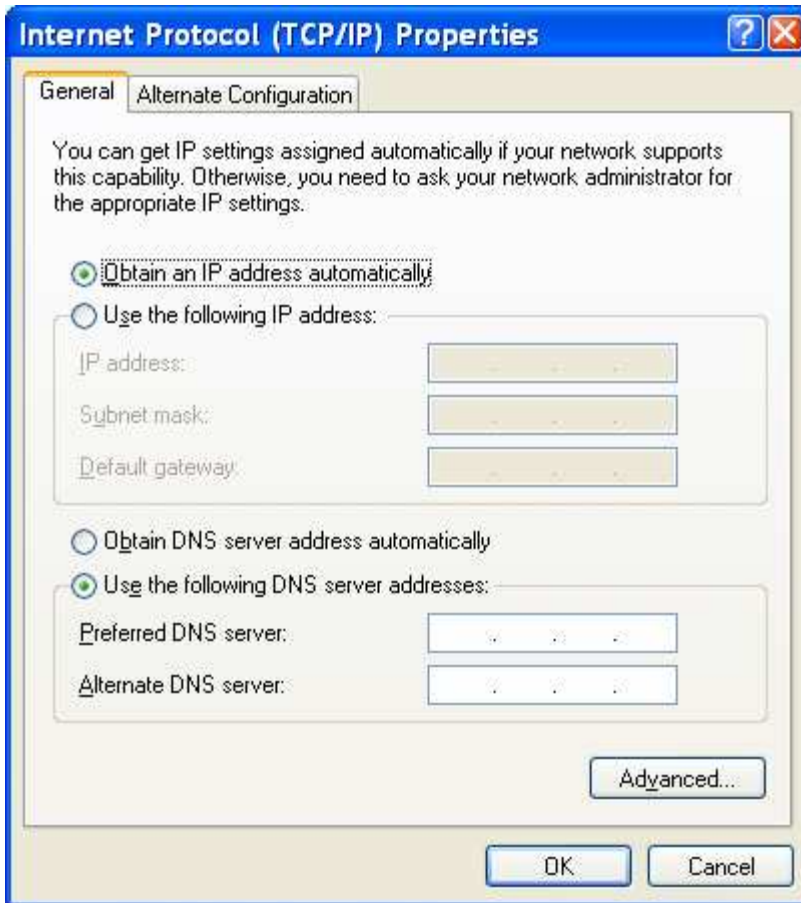 Internet Protocol (TCP/IP) Properties
General
Alternate Configuration
You can get IP settings assigned automatically if your network supports
this capability. Otherwise, you need to ask your network administrator for
the appropriate IP settings.
Obtain an IP address automatically
Use the following IP address:
IP address:
Subnet mask:
Default gateway:
Obtain DNS server address automatically
Use the following DNS server addresses:
Preferred DNS server:
Alternate DNS server:
Advanced...
OK
Cancel